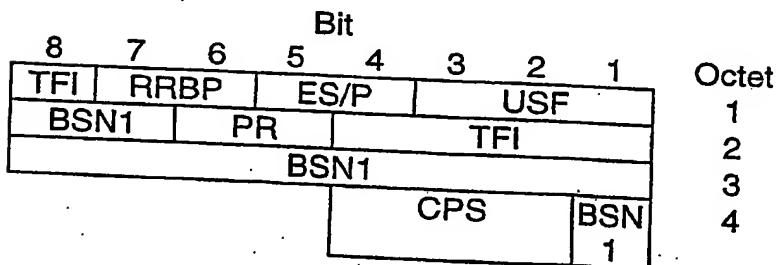 Bit
8 7 6 5 4 3 2 1 Octet
TFI RRBP ES/P USF 1
BSN1 PR TFI 2
BSN1 3
CPS BSN 4
1